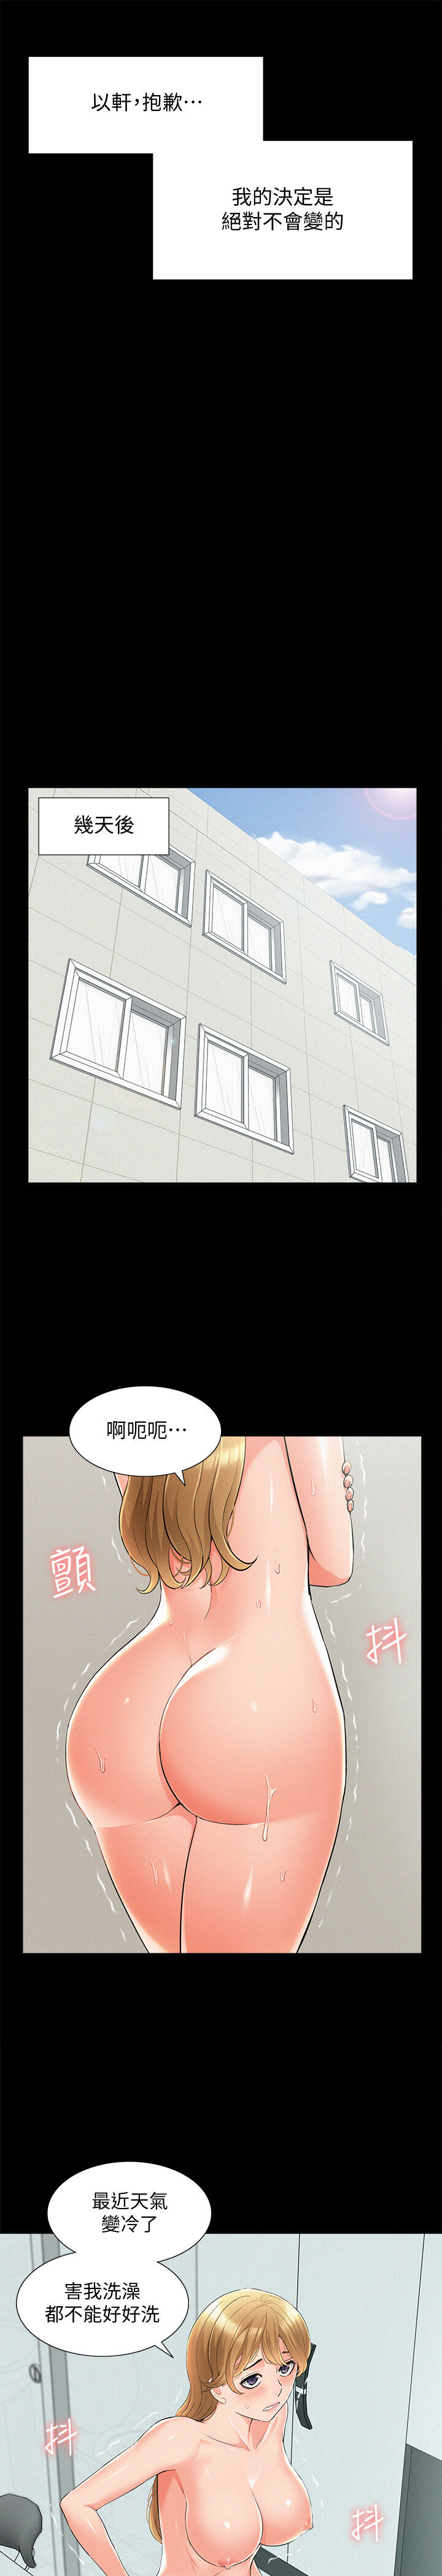 以軒，抱歉⋯
我的決定是
絕對不會變的
幾天後
啊呃呃⋯
顫
抖
最近天氣
變冷了
害我洗澡
都不能好好洗
抖
抖